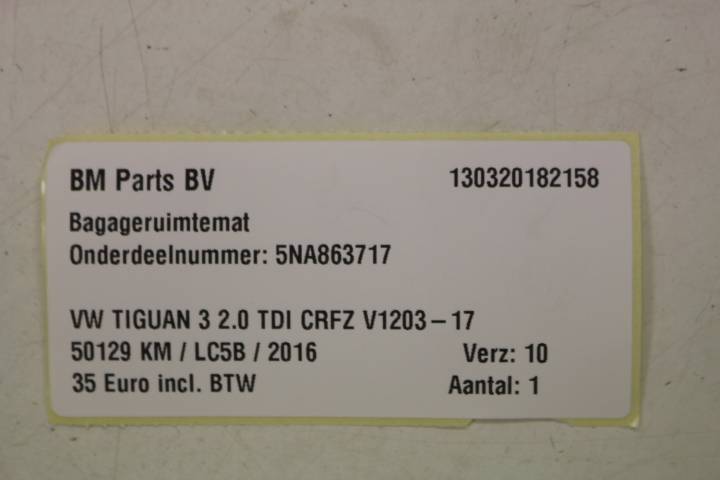 BM Parts BV 130320182158
Bagageruimtemat
Onderdeelnummer: 5NA863717
VW TIGUAN 3 2.0 TDI CRFZ V1203-17
50129 KM / LC5B / 2016 Verz: 10
35 Euro incl. BTW Aantal: 1